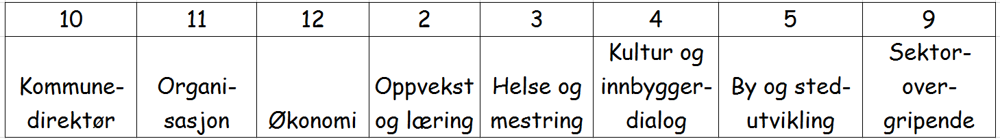 10 11 12 2 3 4 5 9
Kultur og Sektor-
Kommune- Organi- Oppvekst Helse og innbygger- By og sted- over-
direktør sasjon Økonomi og læring mestring dialog utvikling gripende